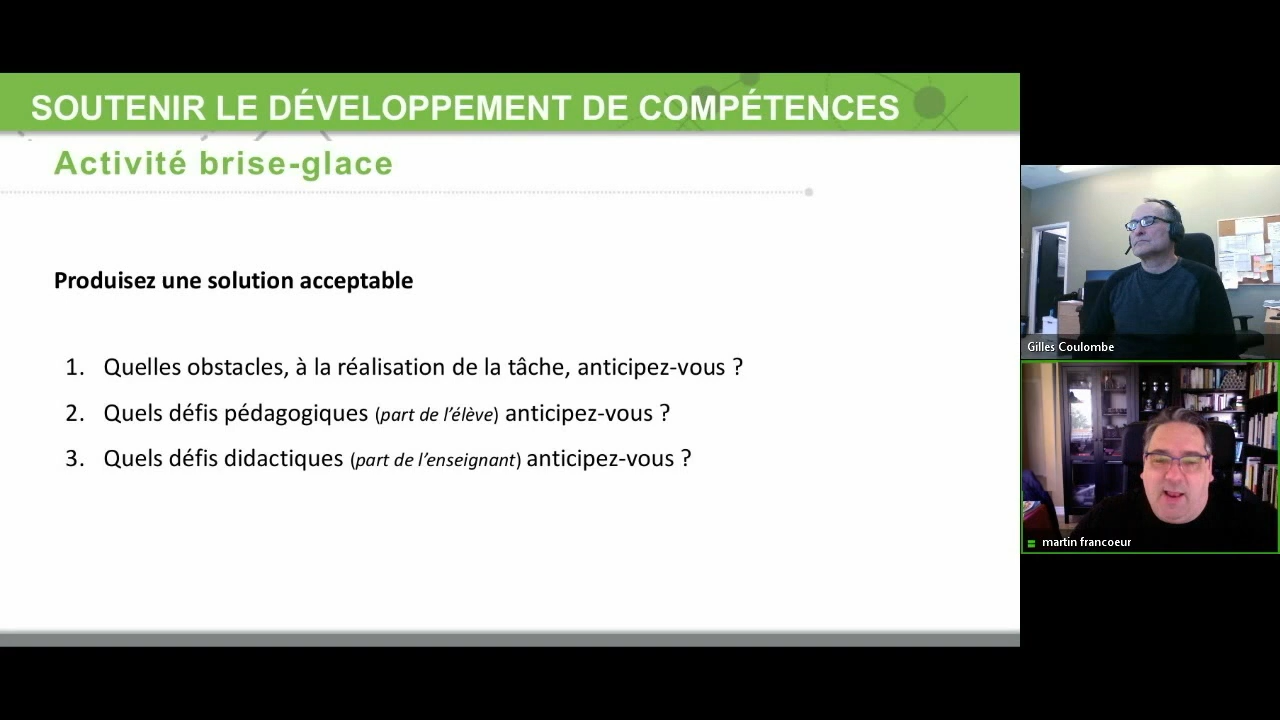 SOUTENIR LE DÉVELOPPEMENT DE COMPÉTENCES
Activité brise-glace
Produisez une solution acceptable
1. Quelles obstacles, à la réalisation de la tâche, anticipez-vous ?
2. Quels défis pédagogiques (part de l'élève) anticipez-vous ?
3. Quels défis didactiques (part de l'enseignant) anticipez-vous ?
Gilles Coulombe
martin francoeur